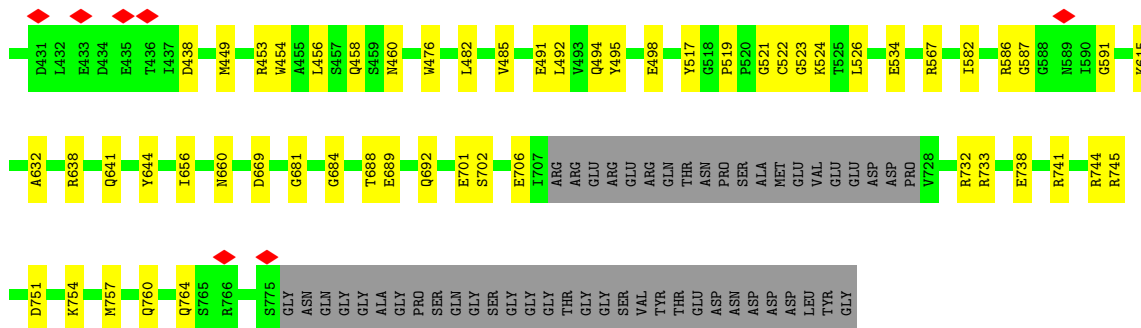 D431 L432 E433 D434 E435 T436 I437 D438 M449 R453 W454 A455 L456 S457 Q458 S459 N460 W476 L482 V485 E491 L492 V493 Q494 Y495 E498 Y517 G518 P519 P520 G521 C522 G523 K524 T525 L526 E534 R567 I582 R586 G587 G588 N589 I590 G591 K615
A632 R638 Q641 Y644 I656 N660 D669 G681 G684 T688 E689 Q692 E701 S702 E706 I707 ARG ARG GLU ARG GLU ARG GLN THR ASN PRO SER ALA MET GLU VAL GLU GLU ASP ASP PRO V728 R732 R733 E738 R741 R744 R745
D751 K754 M757 Q760 Q764 S765 R766 S775 GLY ASN GLN GLY GLY ALA GLY PRO SER GLN GLY SER GLY GLY GLY THR GLY GLY SER VAL TYR THR GLU ASP ASN ASP ASP ASP LEU TYR GLY